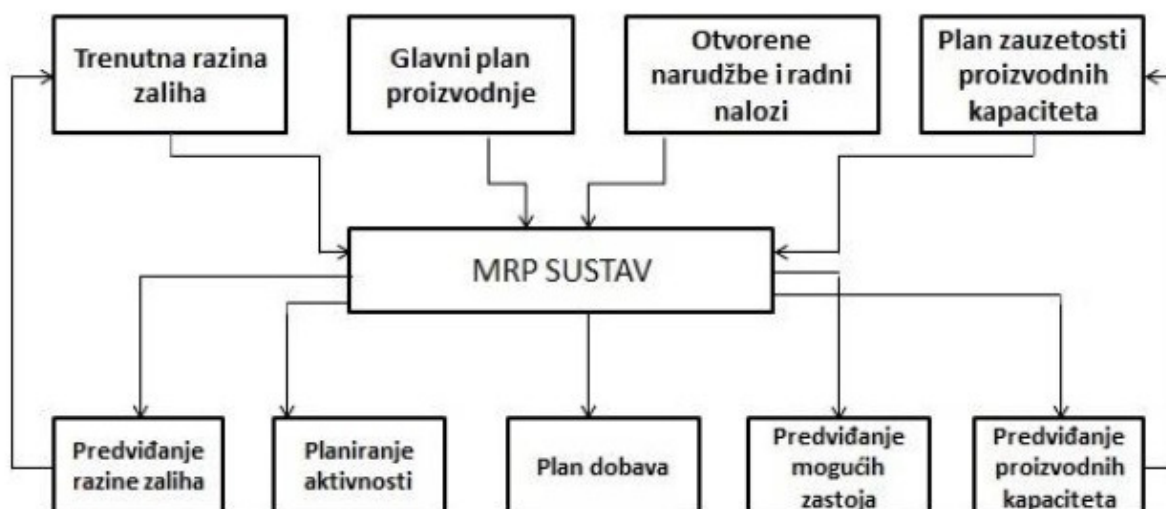 Trenutna razina
zaliha
Glavni plan
proizvodnje
Otvorene
narudžbe i radni
nalozi
Plan zauzetosti
proizvodnih
kapaciteta
MRP SUSTAV
Predviđanje
razine zaliha
Planiranje
aktivnosti
Plan dobava
Predviđanje
mogućih
zastoja
Predviđanje
proizvodnih
kapaciteta